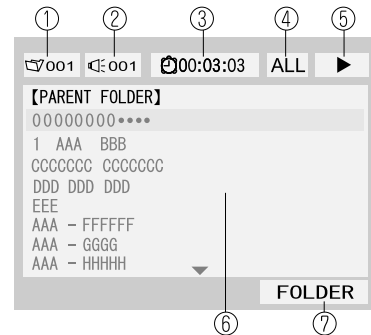 ① ② ③ ④ ⑤
001 001 00:03:03 ALL
【PARENT FOLDER】
00000000••••
1 AAA BBB
CCCCCCC CCCCCCC
DDD DDD DDD
EEE
AAA - FFFFFF
AAA - GGGG
AAA - HHHHH
FOLDER
⑥ ⑦